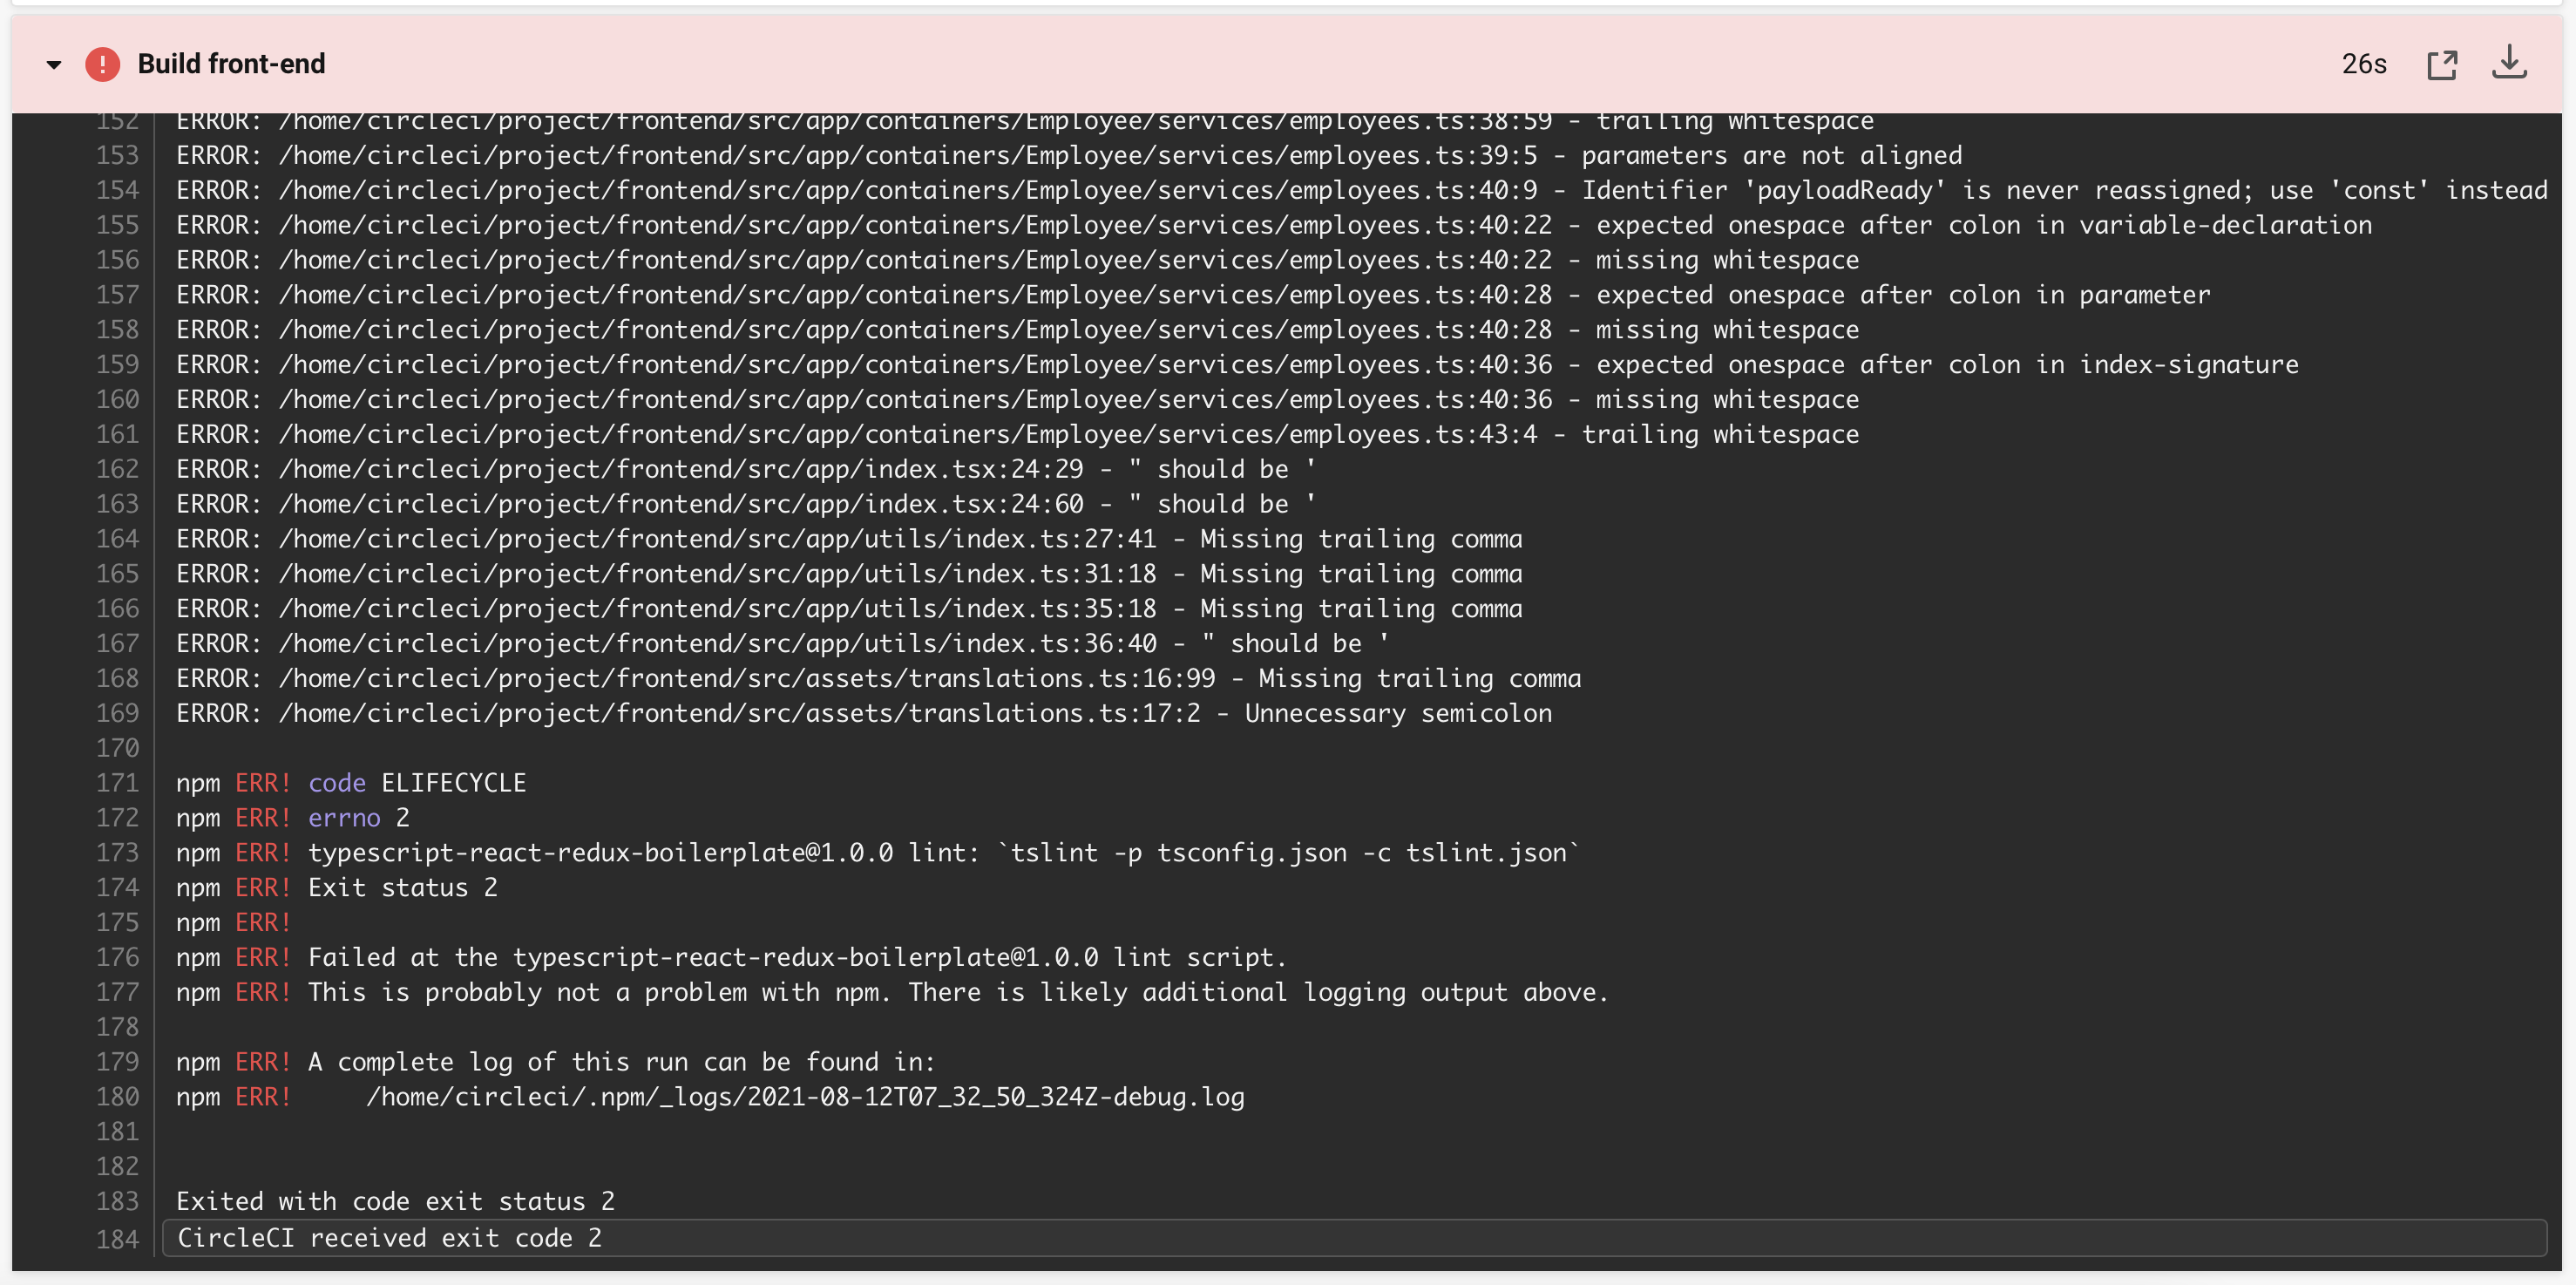 Build front-end
26s
152 ERROR: /home/circleci/project/frontend/src/app/containers/Employee/services/employees.ts:38:59 - trailing whitespace
153 ERROR: /home/circleci/project/frontend/src/app/containers/Employee/services/employees.ts:39:5 - parameters are not aligned
154 ERROR: /home/circleci/project/frontend/src/app/containers/Employee/services/employees.ts:40:9 - Identifier 'payloadReady' is never reassigned; use 'const' instead
155 ERROR: /home/circleci/project/frontend/src/app/containers/Employee/services/employees.ts:40:22 - expected onespace after colon in variable-declaration
156 ERROR: /home/circleci/project/frontend/src/app/containers/Employee/services/employees.ts:40:22 - missing whitespace
157 ERROR: /home/circleci/project/frontend/src/app/containers/Employee/services/employees.ts:40:28 - expected onespace after colon in parameter
158 ERROR: /home/circleci/project/frontend/src/app/containers/Employee/services/employees.ts:40:28 - missing whitespace
159 ERROR: /home/circleci/project/frontend/src/app/containers/Employee/services/employees.ts:40:36 - expected onespace after colon in index-signature
160 ERROR: /home/circleci/project/frontend/src/app/containers/Employee/services/employees.ts:40:36 - missing whitespace
161 ERROR: /home/circleci/project/frontend/src/app/containers/Employee/services/employees.ts:43:4 - trailing whitespace
162 ERROR: /home/circleci/project/frontend/src/app/index.tsx:24:29 - " should be '
163 ERROR: /home/circleci/project/frontend/src/app/index.tsx:24:60 - " should be '
164 ERROR: /home/circleci/project/frontend/src/app/utils/index.ts:27:41 - Missing trailing comma
165 ERROR: /home/circleci/project/frontend/src/app/utils/index.ts:31:18 - Missing trailing comma
166 ERROR: /home/circleci/project/frontend/src/app/utils/index.ts:35:18 - Missing trailing comma
167 ERROR: /home/circleci/project/frontend/src/app/utils/index.ts:36:40 - " should be '
168 ERROR: /home/circleci/project/frontend/src/assets/translations.ts:16:99 - Missing trailing comma
169 ERROR: /home/circleci/project/frontend/src/assets/translations.ts:17:2 - Unnecessary semicolon
170
171 npm ERR! code ELIFECYCLE
172 npm ERR! errno 2
173 npm ERR! typescript-react-redux-boilerplate@1.0.0 lint: `tslint -p tsconfig.json -c tslint.json`
174 npm ERR! Exit status 2
175 npm ERR!
176 npm ERR! Failed at the typescript-react-redux-boilerplate@1.0.0 lint script.
177 npm ERR! This is probably not a problem with npm. There is likely additional logging output above.
178
179 npm ERR! A complete log of this run can be found in:
180 npm ERR!     /home/circleci/.npm/_logs/2021-08-12T07_32_50_324Z-debug.log
181
182
183 Exited with code exit status 2
184 CircleCI received exit code 2